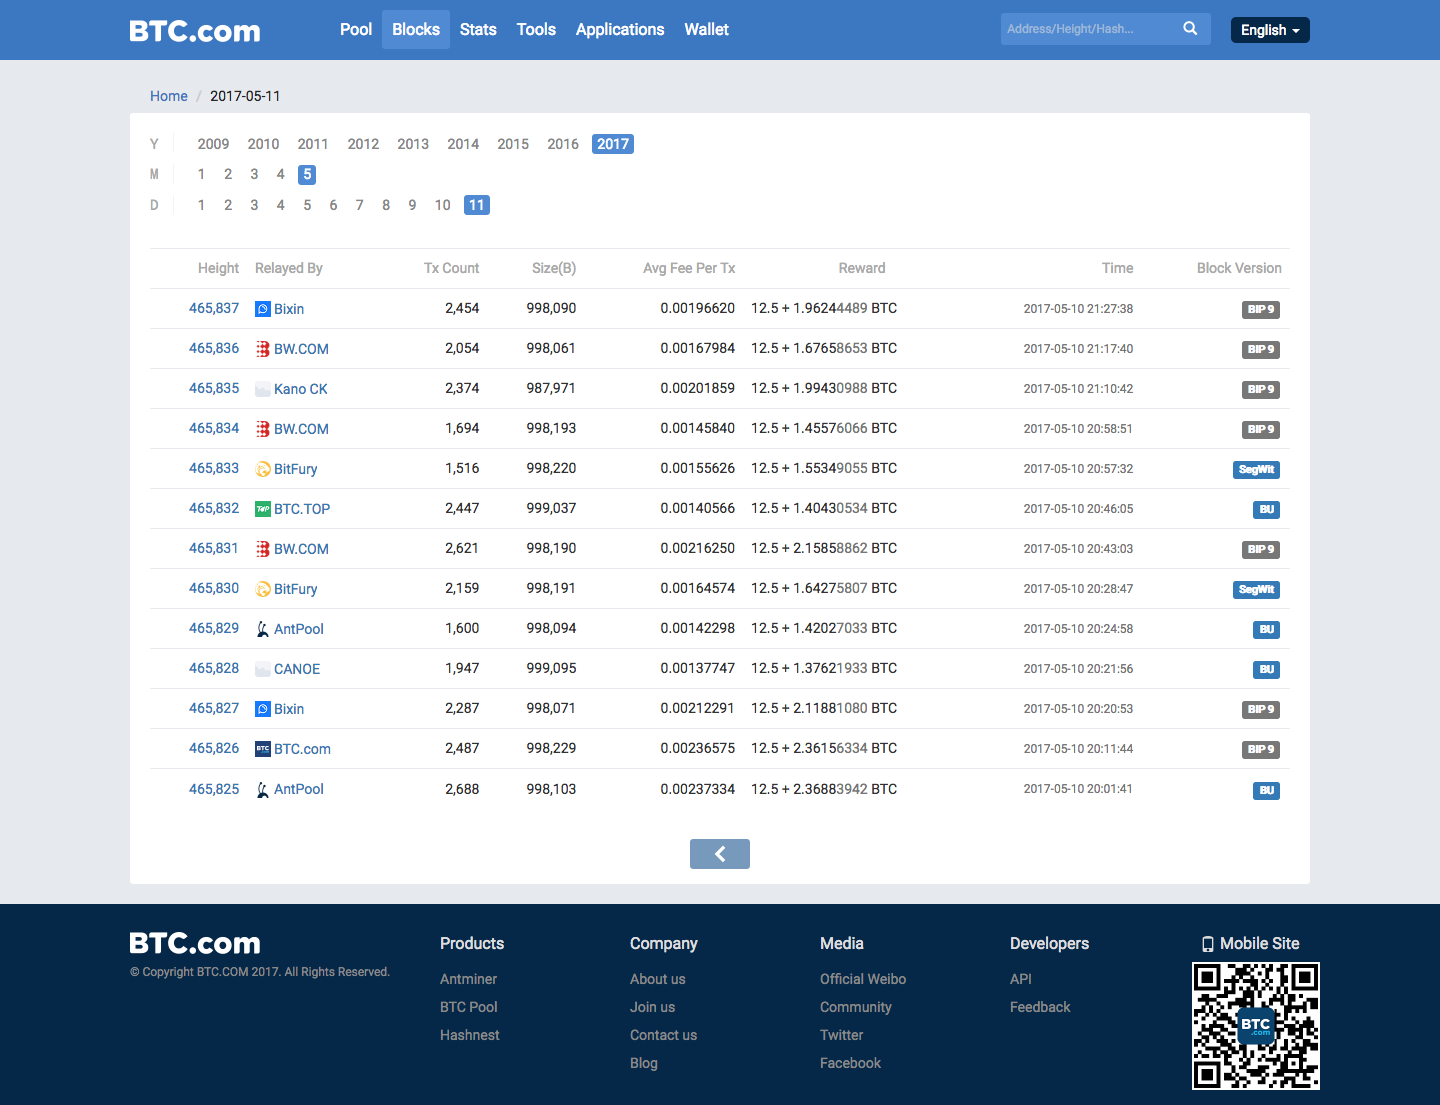 BTC.com Pool Blocks Stats Tools Applications Wallet Address/Height/Hash... English
Home / 2017-05-11
Y 2009 2010 2011 2012 2013 2014 2015 2016 2017
M 1 2 3 4 5
D 1 2 3 4 5 6 7 8 9 10 11
Height Relayed By Tx Count Size(B) Avg Fee Per Tx Reward Time Block Version
465,837 Bixin 2,454 998,090 0.00196620 12.5 + 1.96244489 BTC 2017-05-10 21:27:38 BIP 9
465,836 BW.COM 2,054 998,061 0.00167984 12.5 + 1.67658653 BTC 2017-05-10 21:17:40 BIP 9
465,835 Kano CK 2,374 987,971 0.00201859 12.5 + 1.99430988 BTC 2017-05-10 21:10:42 BIP 9
465,834 BW.COM 1,694 998,193 0.00145840 12.5 + 1.45576066 BTC 2017-05-10 20:58:51 BIP 9
465,833 BitFury 1,516 998,220 0.00155626 12.5 + 1.55349055 BTC 2017-05-10 20:57:32 SegWit
465,832 TOP BTC.TOP 2,447 999,037 0.00140566 12.5 + 1.40430534 BTC 2017-05-10 20:46:05 BU
465,831 BW.COM 2,621 998,190 0.00216250 12.5 + 2.15858862 BTC 2017-05-10 20:43:03 BIP 9
465,830 BitFury 2,159 998,191 0.00164574 12.5 + 1.64275807 BTC 2017-05-10 20:28:47 SegWit
465,829 AntPool 1,600 998,094 0.00142298 12.5 + 1.42027033 BTC 2017-05-10 20:24:58 BU
465,828 CANOE 1,947 999,095 0.00137747 12.5 + 1.37621933 BTC 2017-05-10 20:21:56 BU
465,827 Bixin 2,287 998,071 0.00212291 12.5 + 2.11881080 BTC 2017-05-10 20:20:53 BIP 9
465,826 BTC BTC.com 2,487 998,229 0.00236575 12.5 + 2.36156334 BTC 2017-05-10 20:11:44 BIP 9
465,825 AntPool 2,688 998,103 0.00237334 12.5 + 2.36883942 BTC 2017-05-10 20:01:41 BU
BTC.com
© Copyright BTC.COM 2017. All Rights Reserved.
Products
Antminer
BTC Pool
Hashnest
Company
About us
Join us
Contact us
Blog
Media
Official Weibo
Community
Twitter
Facebook
Developers
API
Feedback
Mobile Site
BTC
.com